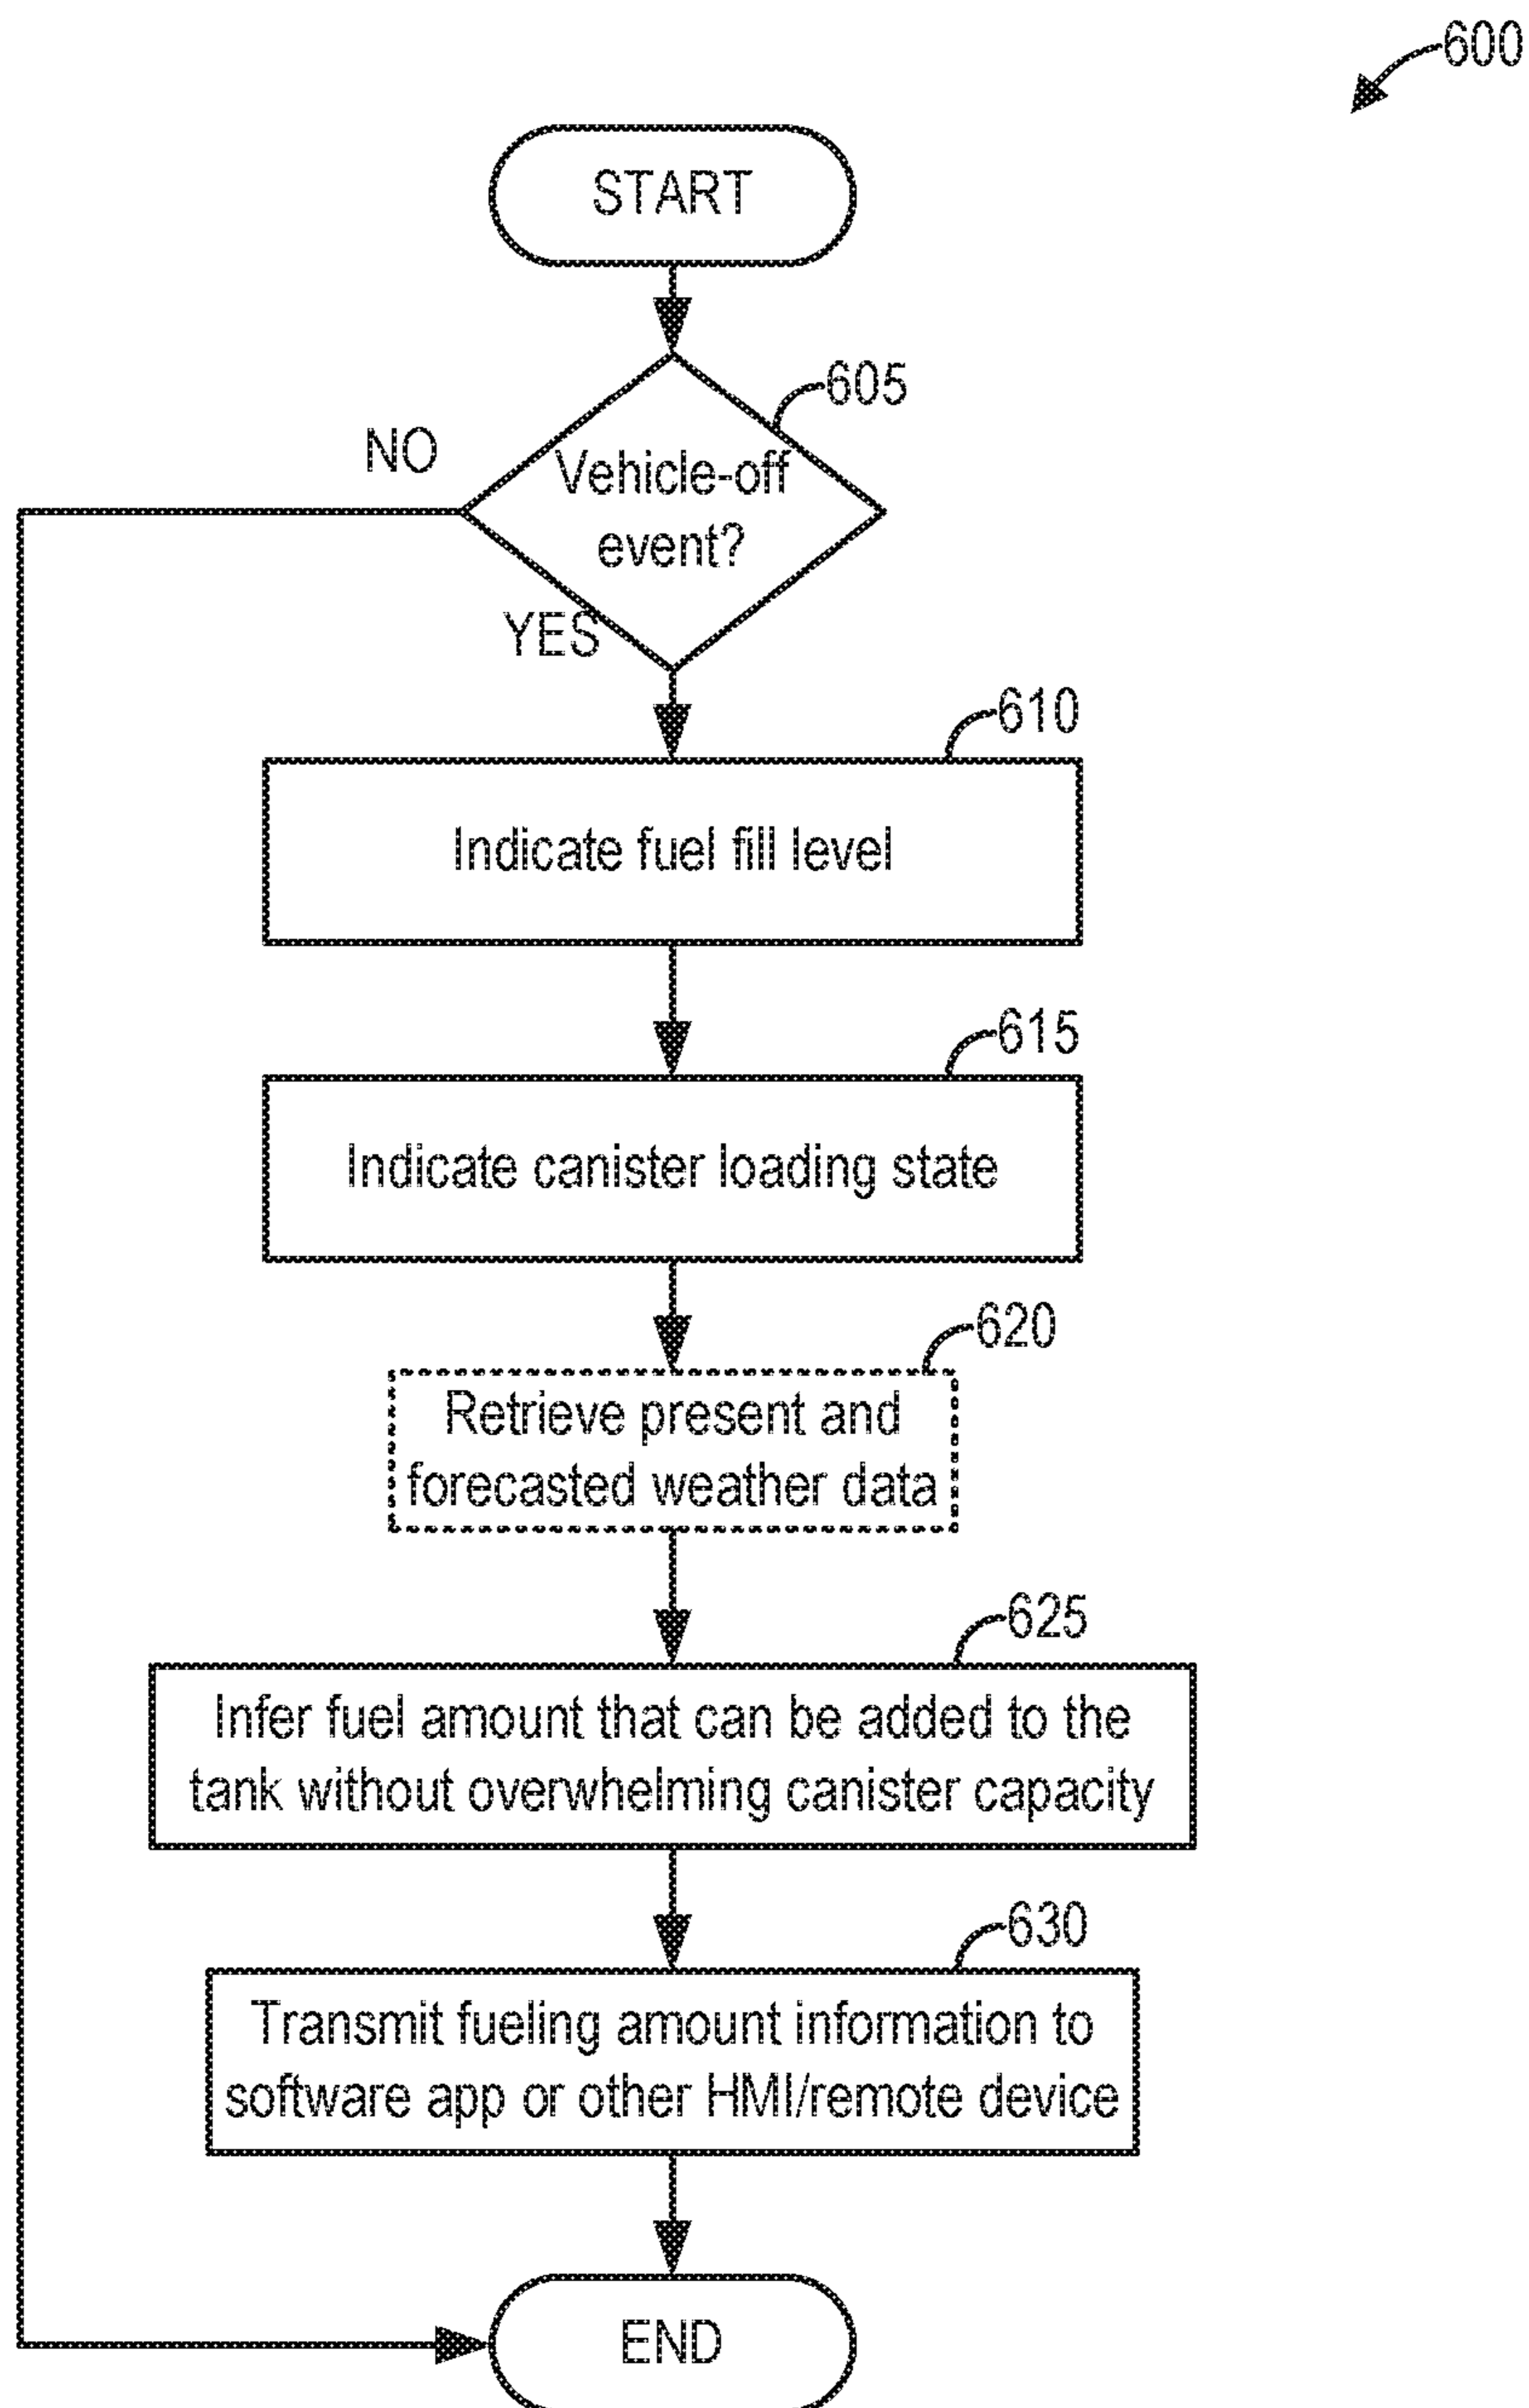 600
START
605
NO
Vehicle-off
event?
YES
610
Indicate fuel fill level
615
Indicate canister loading state
620
Retrieve present and
forecasted weather data
625
Infer fuel amount that can be added to the
tank without overwhelming canister capacity
630
Transmit fueling amount information to
software app or other HMI/remote device
END